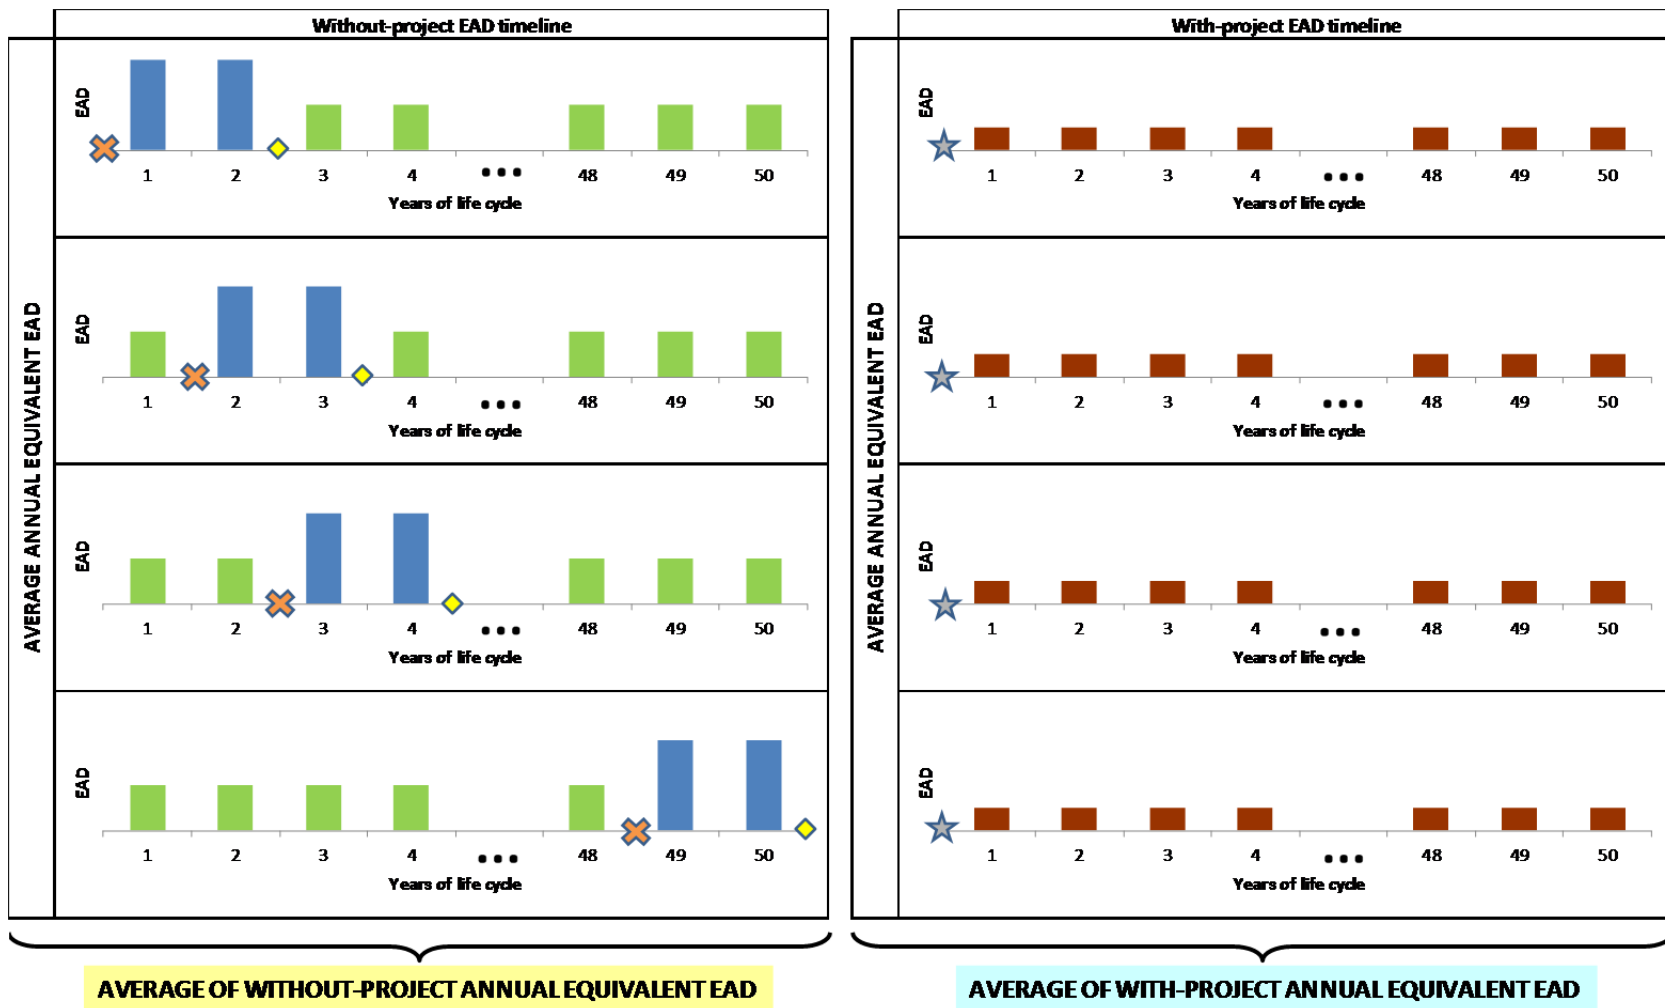 Without-project EAD timeline
AVERAGE ANNUAL EQUIVALENT EAD
EAD
1 2 3 4 ... 48 49 50
Years of life cycle
EAD
1 2 3 4 ... 48 49 50
Years of life cycle
EAD
1 2 3 4 ... 48 49 50
Years of life cycle
EAD
1 2 3 4 ... 48 49 50
Years of life cycle
AVERAGE OF WITHOUT-PROJECT ANNUAL EQUIVALENT EAD
With-project EAD timeline
AVERAGE ANNUAL EQUIVALENT EAD
EAD
1 2 3 4 ... 48 49 50
Years of life cycle
EAD
1 2 3 4 ... 48 49 50
Years of life cycle
EAD
1 2 3 4 ... 48 49 50
Years of life cycle
EAD
1 2 3 4 ... 48 49 50
Years of life cycle
AVERAGE OF WITH-PROJECT ANNUAL EQUIVALENT EAD